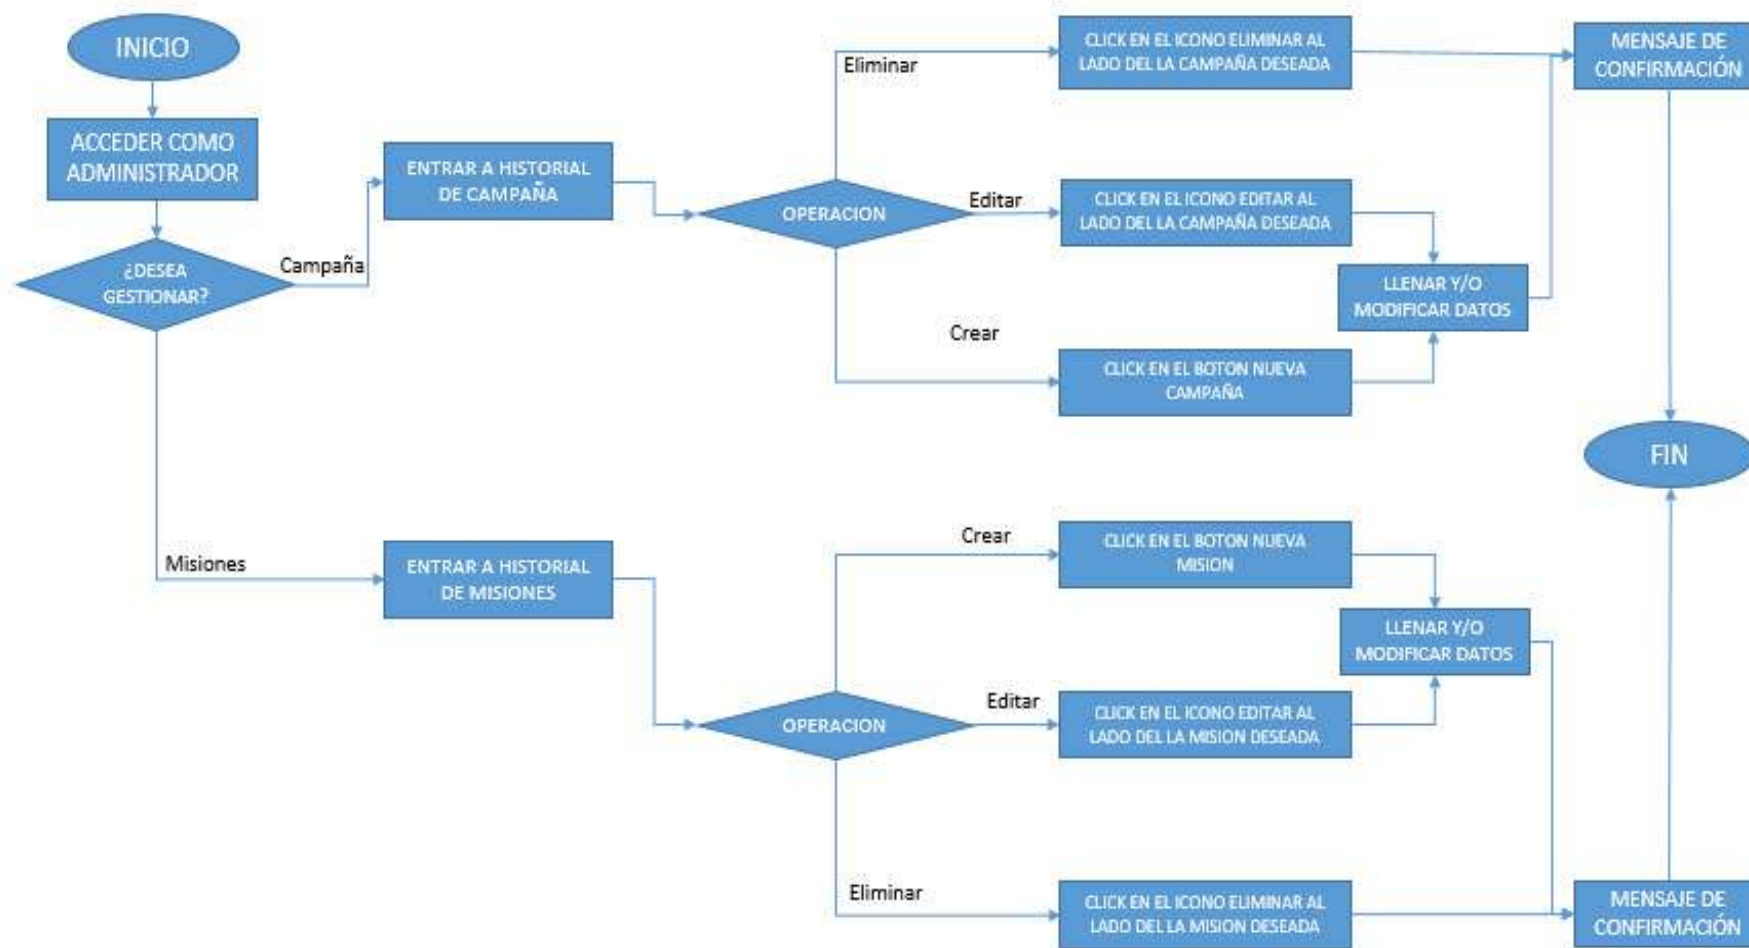 INICIO
ACCEDER COMO
ADMINISTRADOR
¿DESEA
GESTIONAR?
Campaña
ENTRAR A HISTORIAL
DE CAMPAÑA
OPERACION
Eliminar
CLICK EN EL ICONO ELIMINAR AL
LADO DEL LA CAMPAÑA DESEADA
Editar
CLICK EN EL ICONO EDITAR AL
LADO DEL LA CAMPAÑA DESEADA
Crear
CLICK EN EL BOTON NUEVA
CAMPAÑA
LLENAR Y/O
MODIFICAR DATOS
MENSAJE DE
CONFIRMACIÓN
FIN
Misiones
ENTRAR A HISTORIAL
DE MISIONES
OPERACION
Crear
CLICK EN EL BOTON NUEVA
MISION
Editar
CLICK EN EL ICONO EDITAR AL
LADO DEL LA MISION DESEADA
LLENAR Y/O
MODIFICAR DATOS
Eliminar
CLICK EN EL ICONO ELIMINAR AL
LADO DEL LA MISION DESEADA
MENSAJE DE
CONFIRMACIÓN